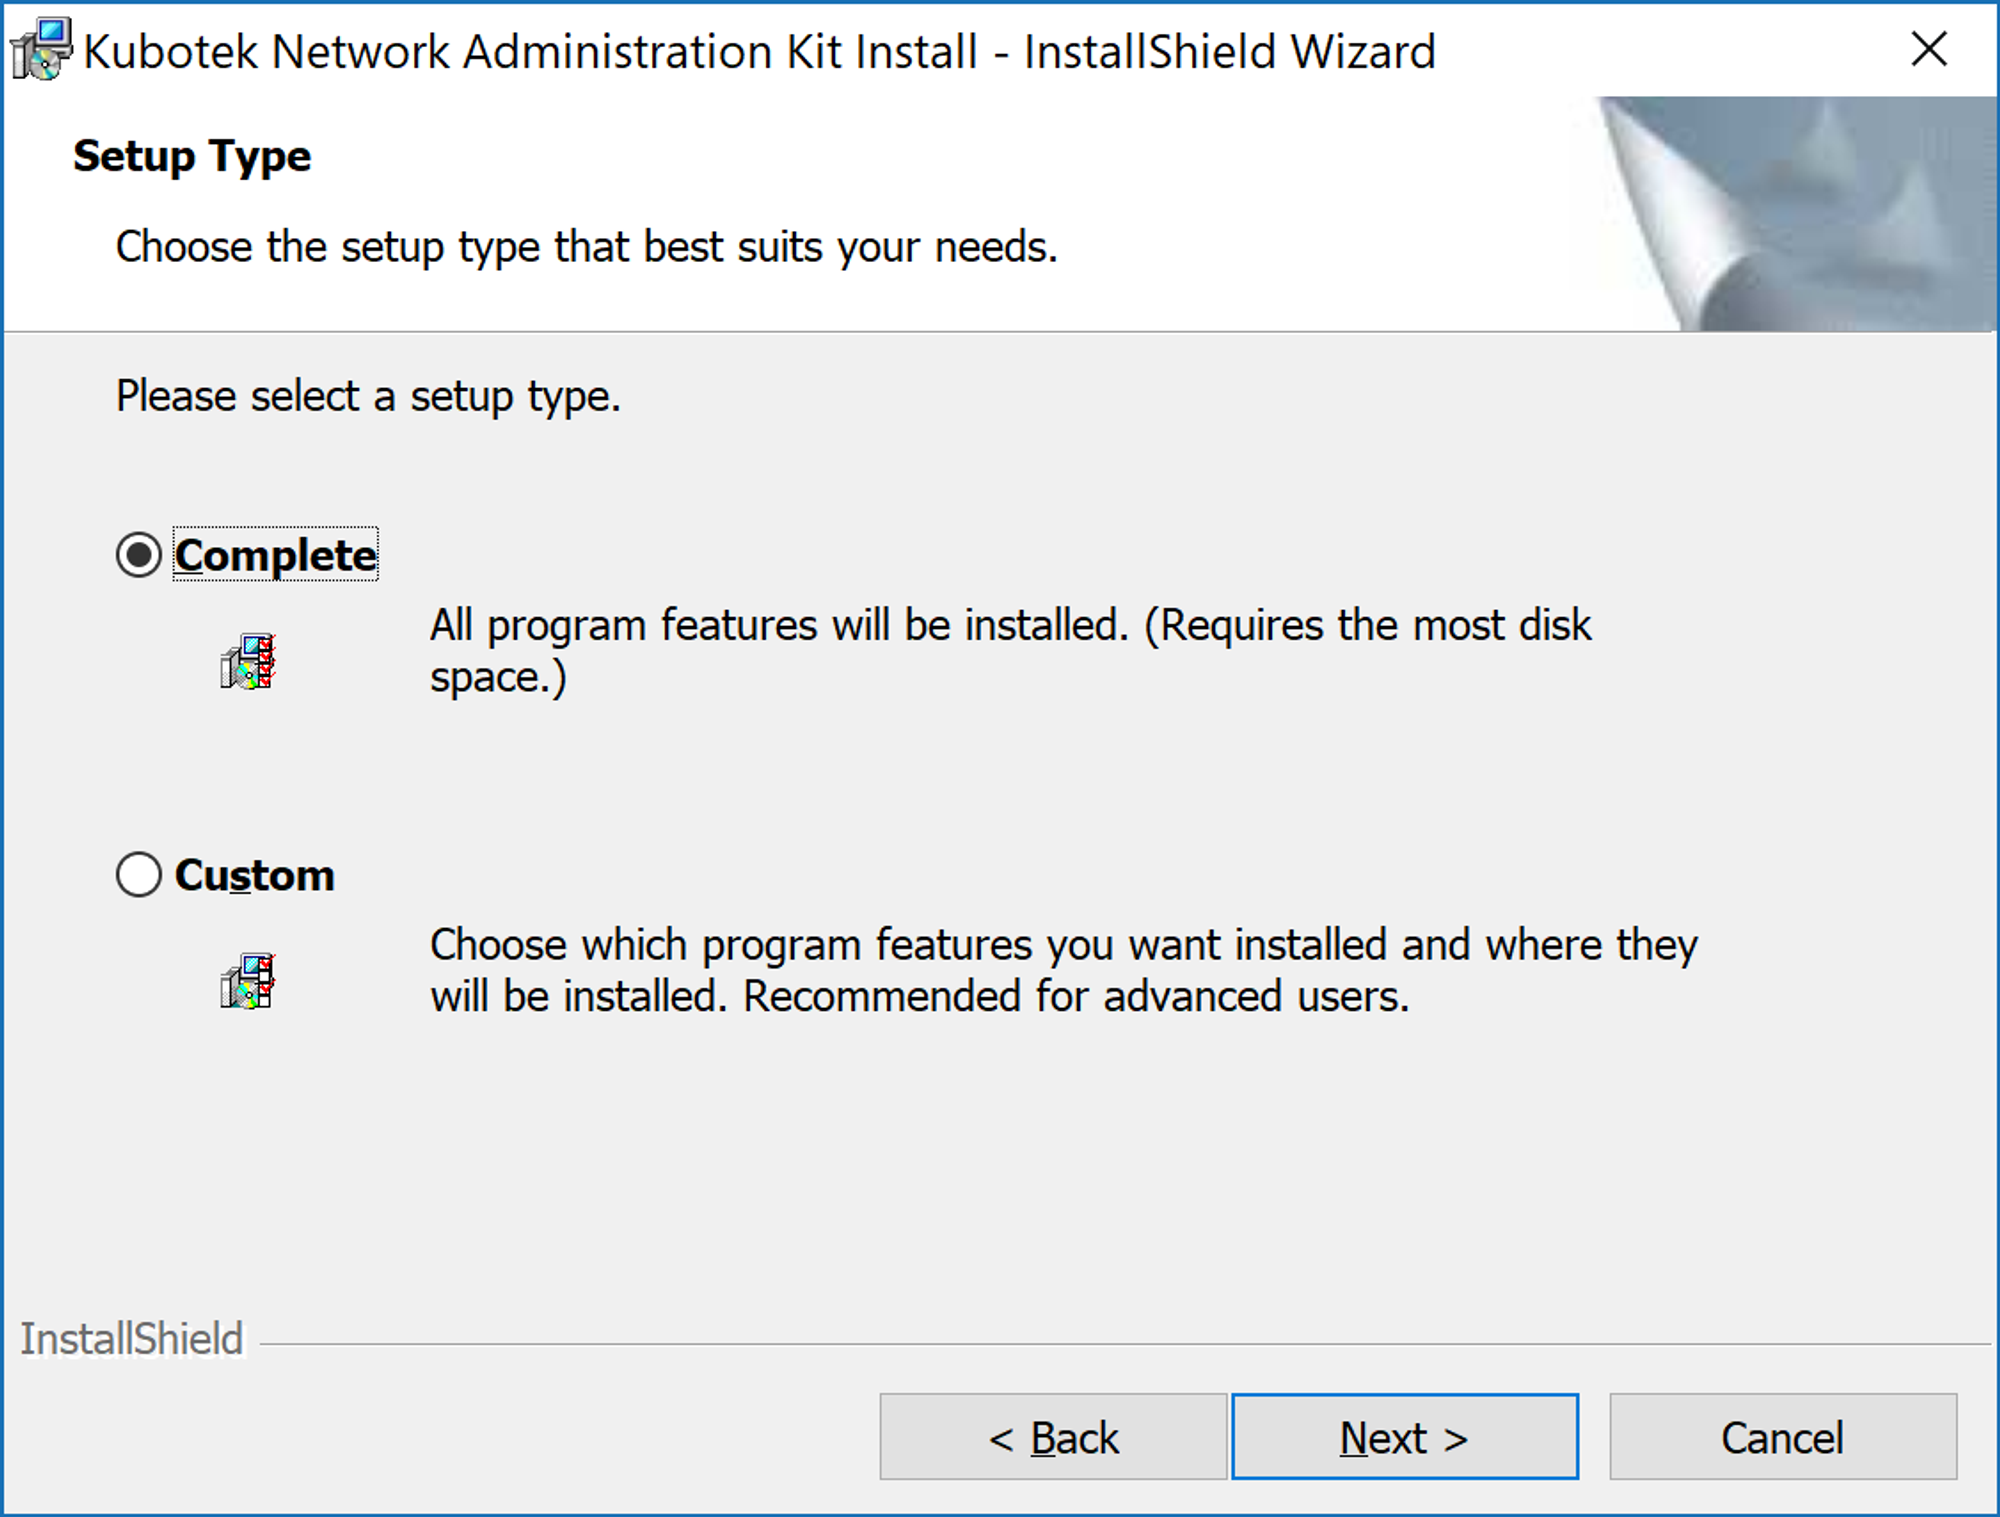 Kubotek Network Administration Kit Install - InstallShield Wizard
Setup Type
Choose the setup type that best suits your needs.
Please select a setup type.
Complete
All program features will be installed. (Requires the most disk
space.)
Custom
Choose which program features you want installed and where they
will be installed. Recommended for advanced users.
InstallShield
< Back
Next >
Cancel